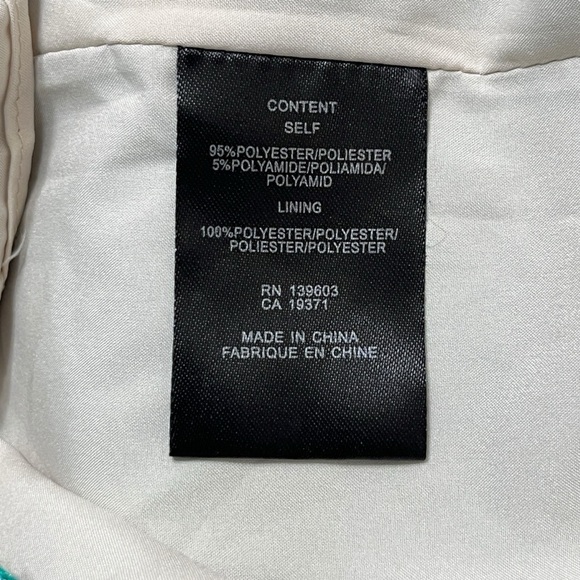 CONTENT
SELF
95%POLYESTER/POLIESTER
5%POLYAMIDE/POLIAMIDA/
POLYAMID
LINING
100%POLYESTER/POLYESTER/
POLIESTER/POLYESTER
RN 139603
CA 19371
MADE IN CHINA
FABRIQUE EN CHINE